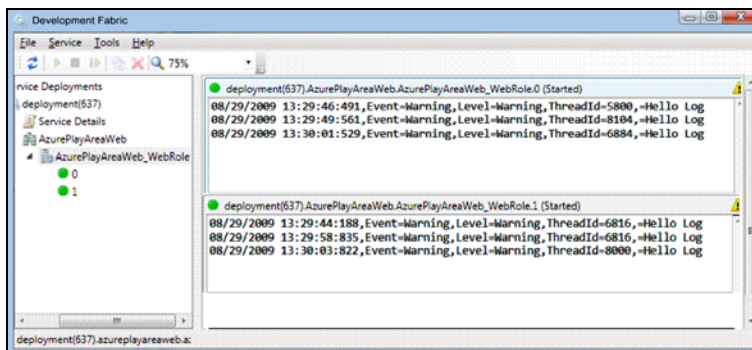 Development Fabric
File Service Tools Help
75%
rvice Deployments
deployment(637)
Service Details
AzurePlayAreaWeb
AzurePlayAreaWeb_WebRole
0
1
deployment(637).AzurePlayAreaWeb.AzurePlayAreaWeb_WebRole.0 (Started)
08/29/2009 13:29:46:491,Event=Warning,Level=Warning,ThreadId=5800,=Hello Log
08/29/2009 13:29:49:561,Event=Warning,Level=Warning,ThreadId=8104,=Hello Log
08/29/2009 13:30:01:529,Event=Warning,Level=Warning,ThreadId=6884,=Hello Log
deployment(637).AzurePlayAreaWeb.AzurePlayAreaWeb_WebRole.1 (Started)
08/29/2009 13:29:44:188,Event=Warning,Level=Warning,ThreadId=6816,=Hello Log
08/29/2009 13:29:58:835,Event=Warning,Level=Warning,ThreadId=6816,=Hello Log
08/29/2009 13:30:03:822,Event=Warning,Level=Warning,ThreadId=8000,=Hello Log
deployment(637).azureplayareaweb.a